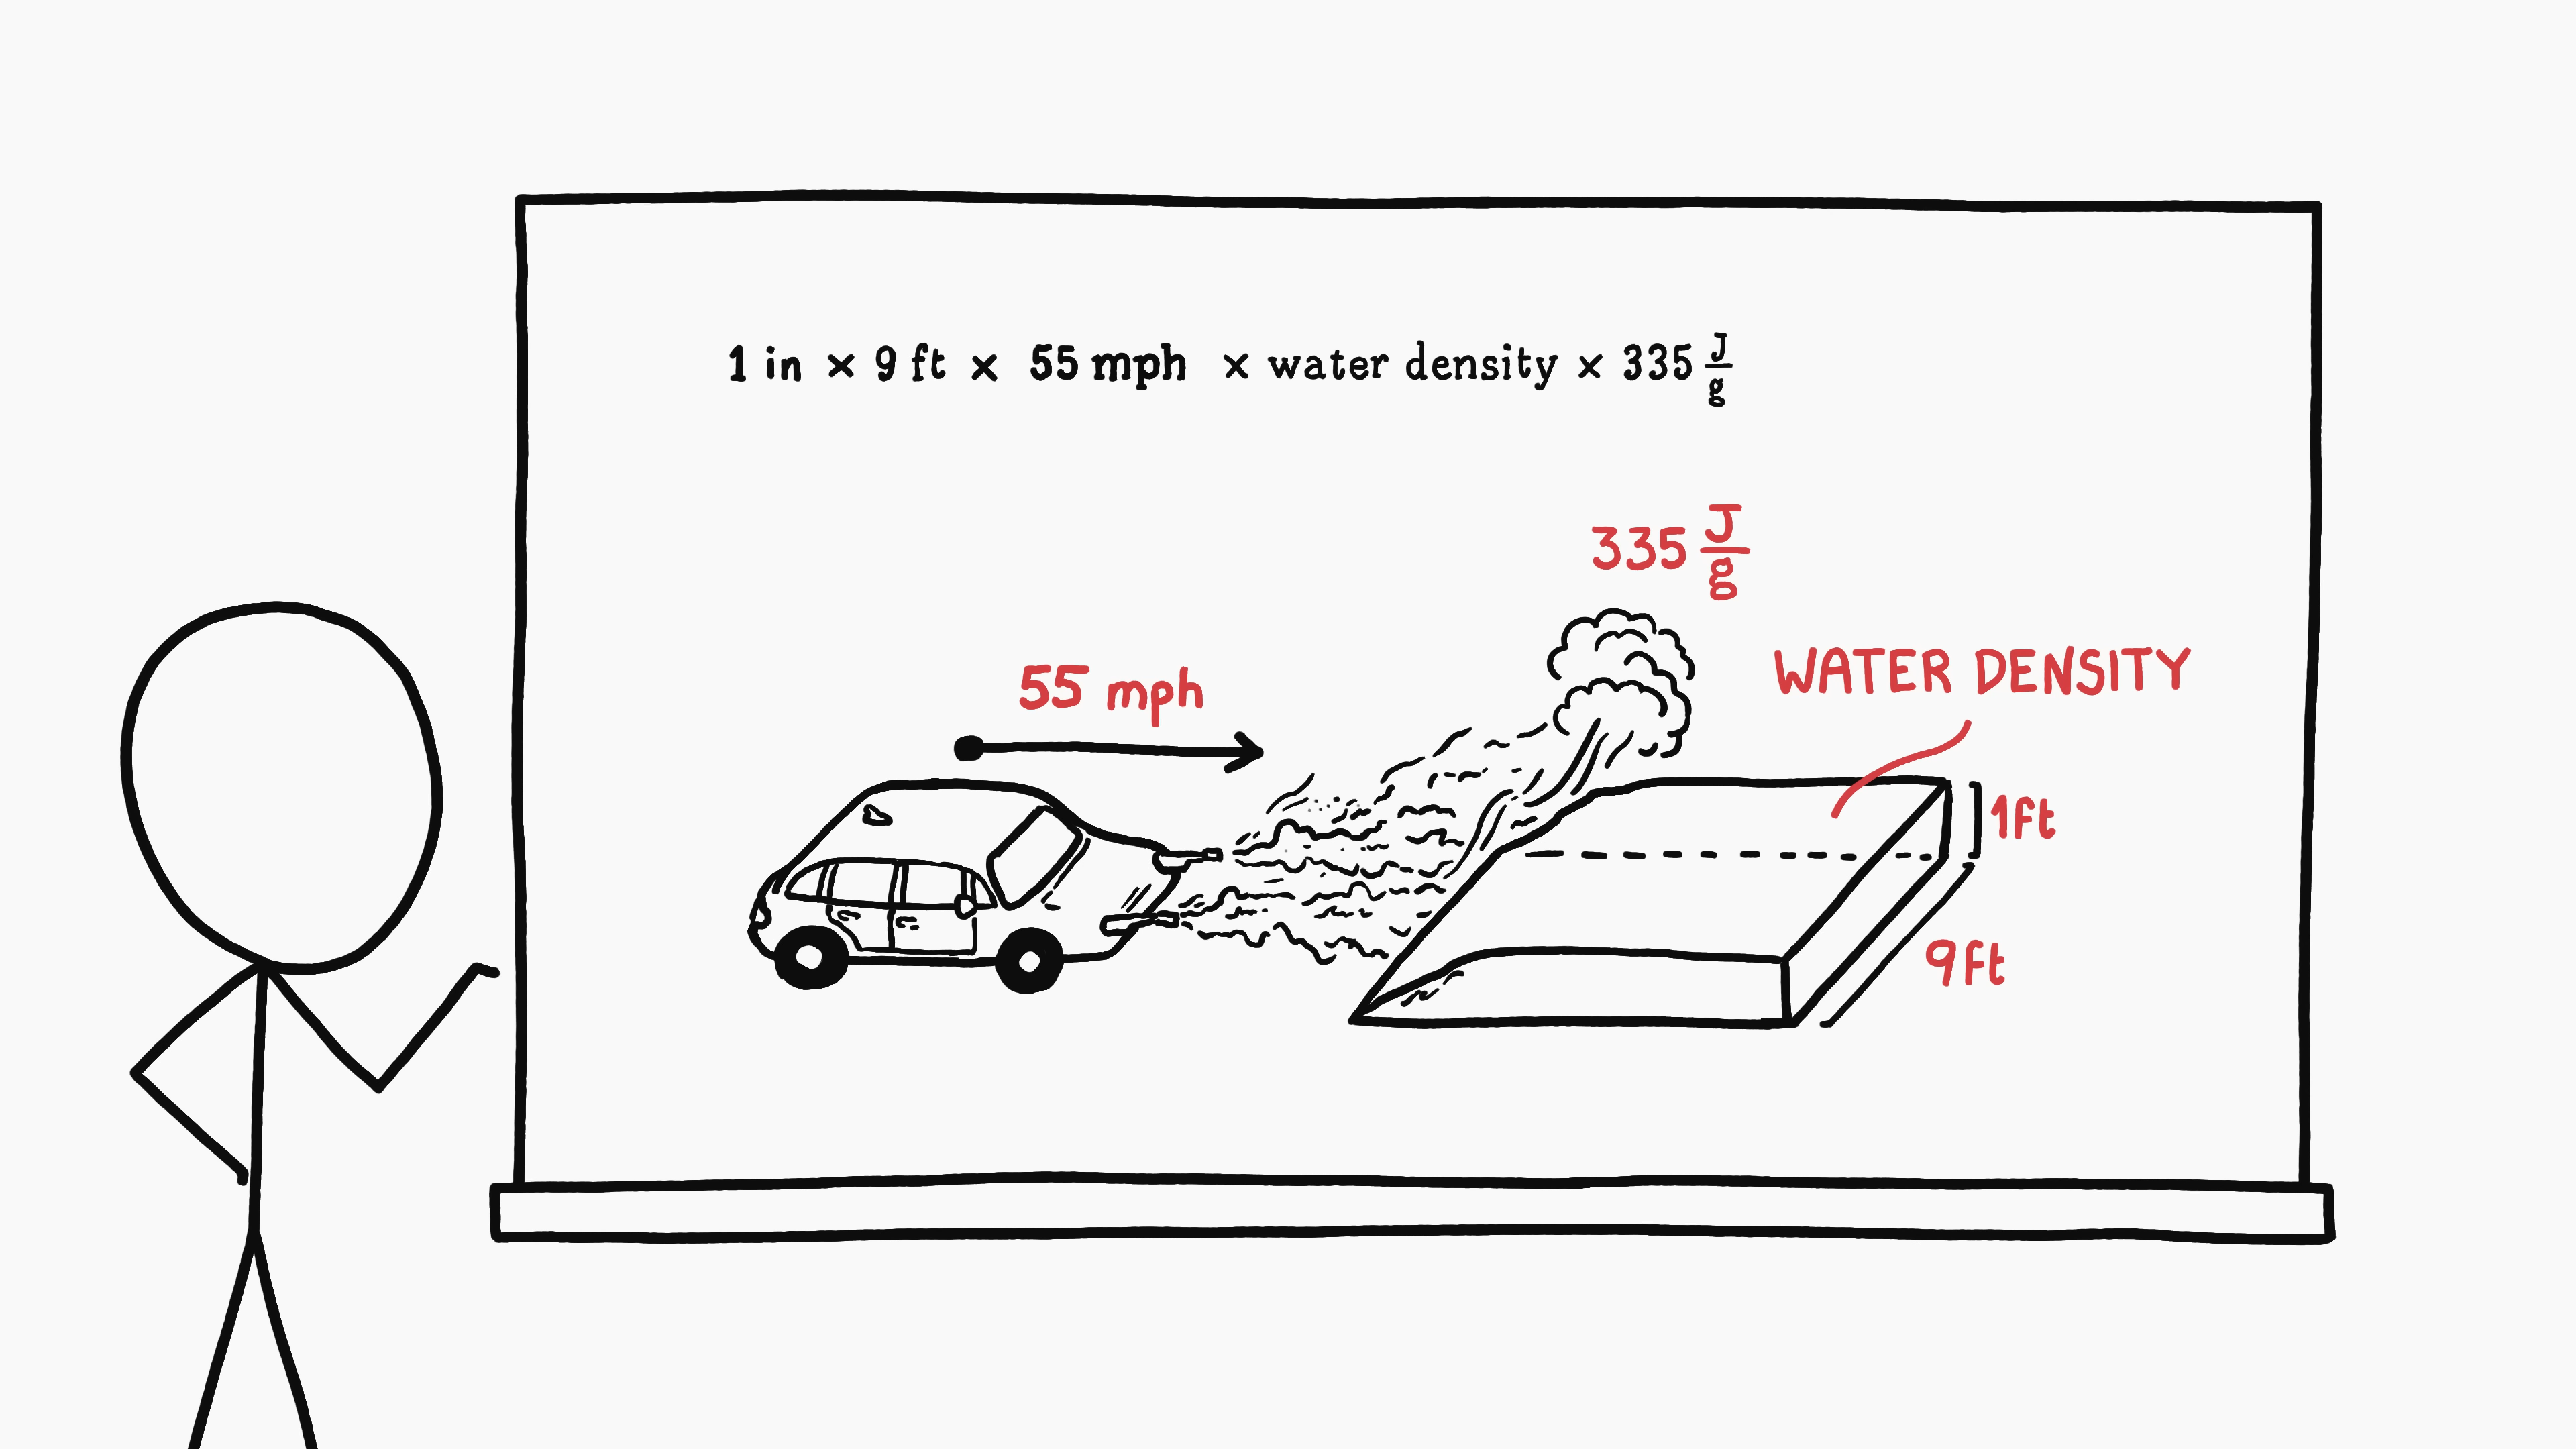 1 in × 9 ft × 55 mph × water density × 335 J/g
335 J/g
55 mph
WATER DENSITY
1ft
9ft